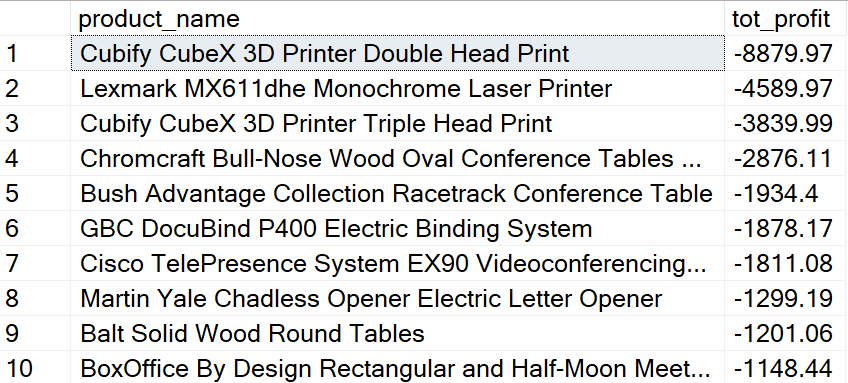 product_name tot_profit
1 Cubify CubeX 3D Printer Double Head Print -8879.97
2 Lexmark MX611dhe Monochrome Laser Printer -4589.97
3 Cubify CubeX 3D Printer Triple Head Print -3839.99
4 Chromcraft Bull-Nose Wood Oval Conference Tables ... -2876.11
5 Bush Advantage Collection Racetrack Conference Table -1934.4
6 GBC DocuBind P400 Electric Binding System -1878.17
7 Cisco TelePresence System EX90 Videoconferencing... -1811.08
8 Martin Yale Chadless Opener Electric Letter Opener -1299.19
9 Balt Solid Wood Round Tables -1201.06
10 BoxOffice By Design Rectangular and Half-Moon Meet... -1148.44